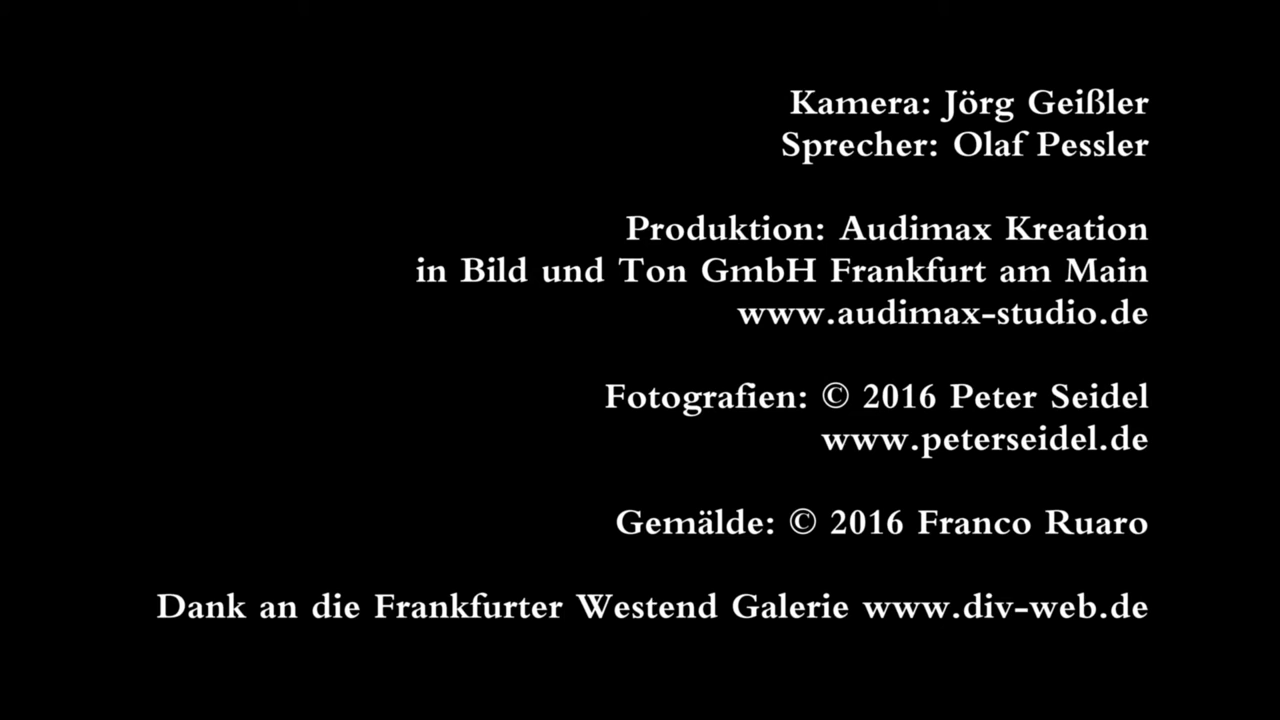 Kamera: Jörg Geißler
Sprecher: Olaf Pessler
Produktion: Audimax Kreation
in Bild und Ton GmbH Frankfurt am Main
www.audimax-studio.de
Fotografien: © 2016 Peter Seidel
www.peterseidel.de
Gemälde: © 2016 Franco Ruaro
Dank an die Frankfurter Westend Galerie www.div-web.de